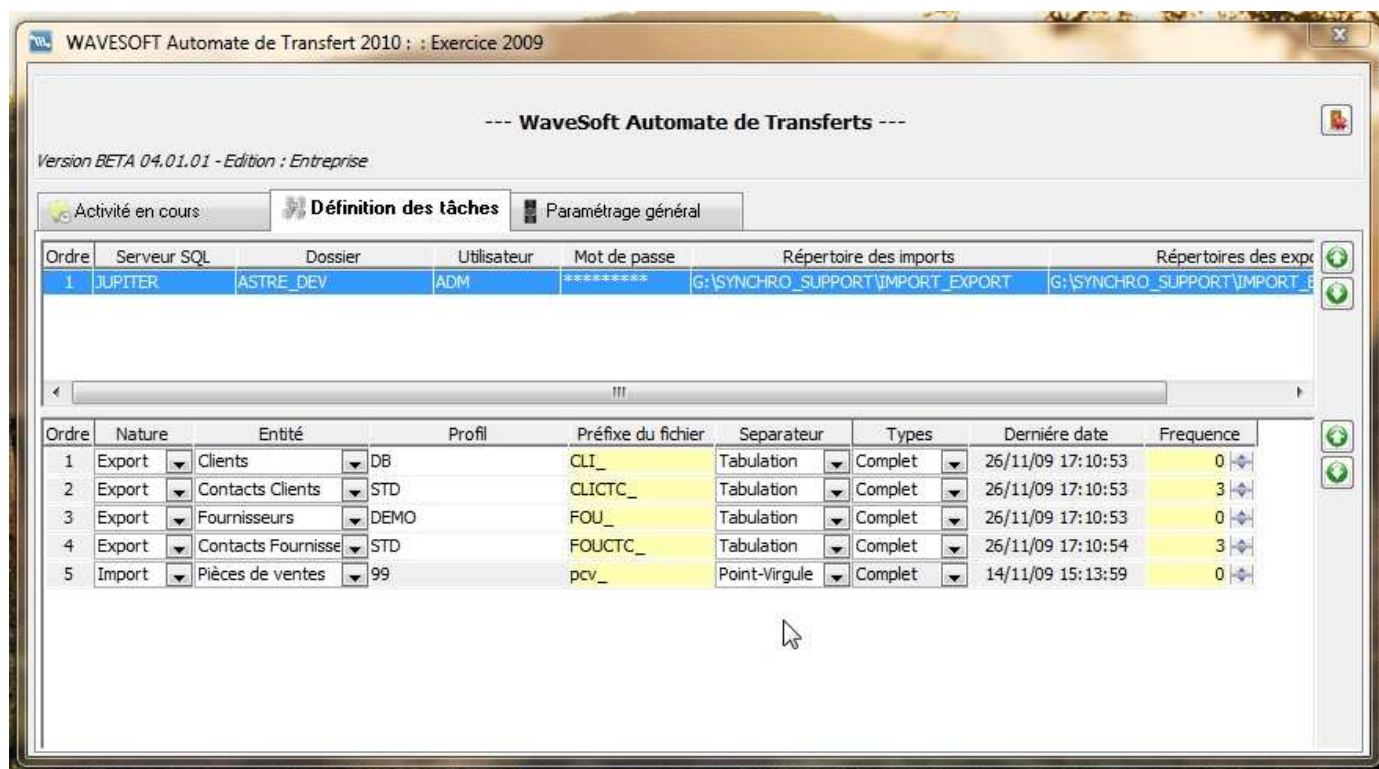 WAVESOFT Automate de Transfert 2010 : : Exercice 2009
--- WaveSoft Automate de Transferts ---
Version BETA 04.01.01 - Edition : Entreprise
Activité en cours Définition des tâches Paramétrage général
Ordre Serveur SQL Dossier Utilisateur Mot de passe Répertoire des imports Répertoires des expo
1 JUPITER ASTRE_DEV ADM ********* G:\SYNCHRO_SUPPORT\IMPORT_EXPORT G:\SYNCHRO_SUPPORT\IMPORT_E
Ordre Nature Entité Profil Préfixe du fichier Separateur Types Derniére date Frequence
1 Export Clients DB CLI_ Tabulation Complet 26/11/09 17:10:53 0
2 Export Contacts Clients STD CLICTC_ Tabulation Complet 26/11/09 17:10:53 3
3 Export Fournisseurs DEMO FOU_ Tabulation Complet 26/11/09 17:10:53 0
4 Export Contacts Fournisse STD FOUCTC_ Tabulation Complet 26/11/09 17:10:54 3
5 Import Pièces de ventes 99 pcv_ Point-Virgule Complet 14/11/09 15:13:59 0